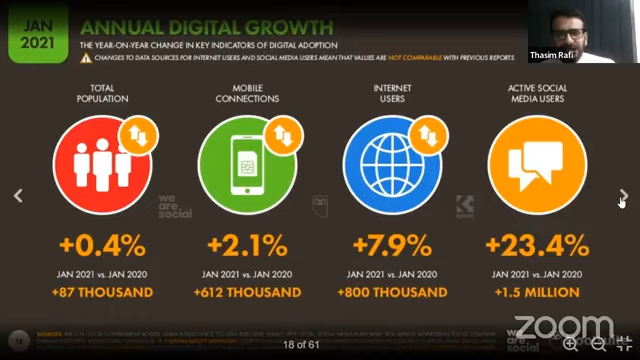 JAN
2021
ANNUAL DIGITAL GROWTH
THE YEAR-ON-YEAR CHANGE IN KEY INDICATORS OF DIGITAL ADOPTION
CHANGES TO DATA SOURCES FOR INTERNET USERS AND SOCIAL MEDIA USERS MEAN THAT VALUES ARE NOT COMPARABLE WITH PREVIOUS REPORTS
Thasim Rafi
TOTAL
POPULATION
MOBILE
CONNECTIONS
INTERNET
USERS
ACTIVE SOCIAL
MEDIA USERS
we are
social
+0.4%
+2.1%
+7.9%
+23.4%
JAN 2021 vs. JAN 2020
JAN 2021 vs. JAN 2020
JAN 2021 vs. JAN 2020
JAN 2021 vs. JAN 2020
+87 THOUSAND
+612 THOUSAND
+800 THOUSAND
+1.5 MILLION
zoom
18
SOURCES:
18 of 61